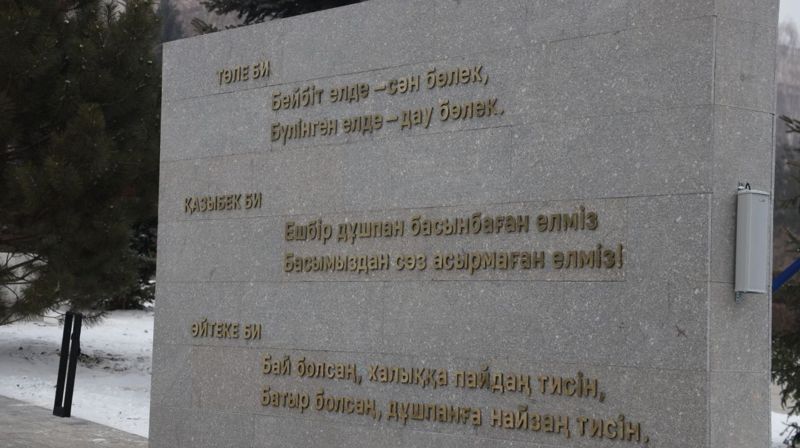 ТӨЛЕ БИ
Бейбіт елде – сән бөлек,
Бүлінген елде – дау бөлек.
ҚАЗЫБЕК БИ
Ешбір дұшпан басынбаған елміз
Басымыздан сөз асырмаған елміз!
ӘЙТЕКЕ БИ
Бай болсаң, халыққа пайдаң тисін,
Батыр болсаң, дұшпанға найзаң тисін.